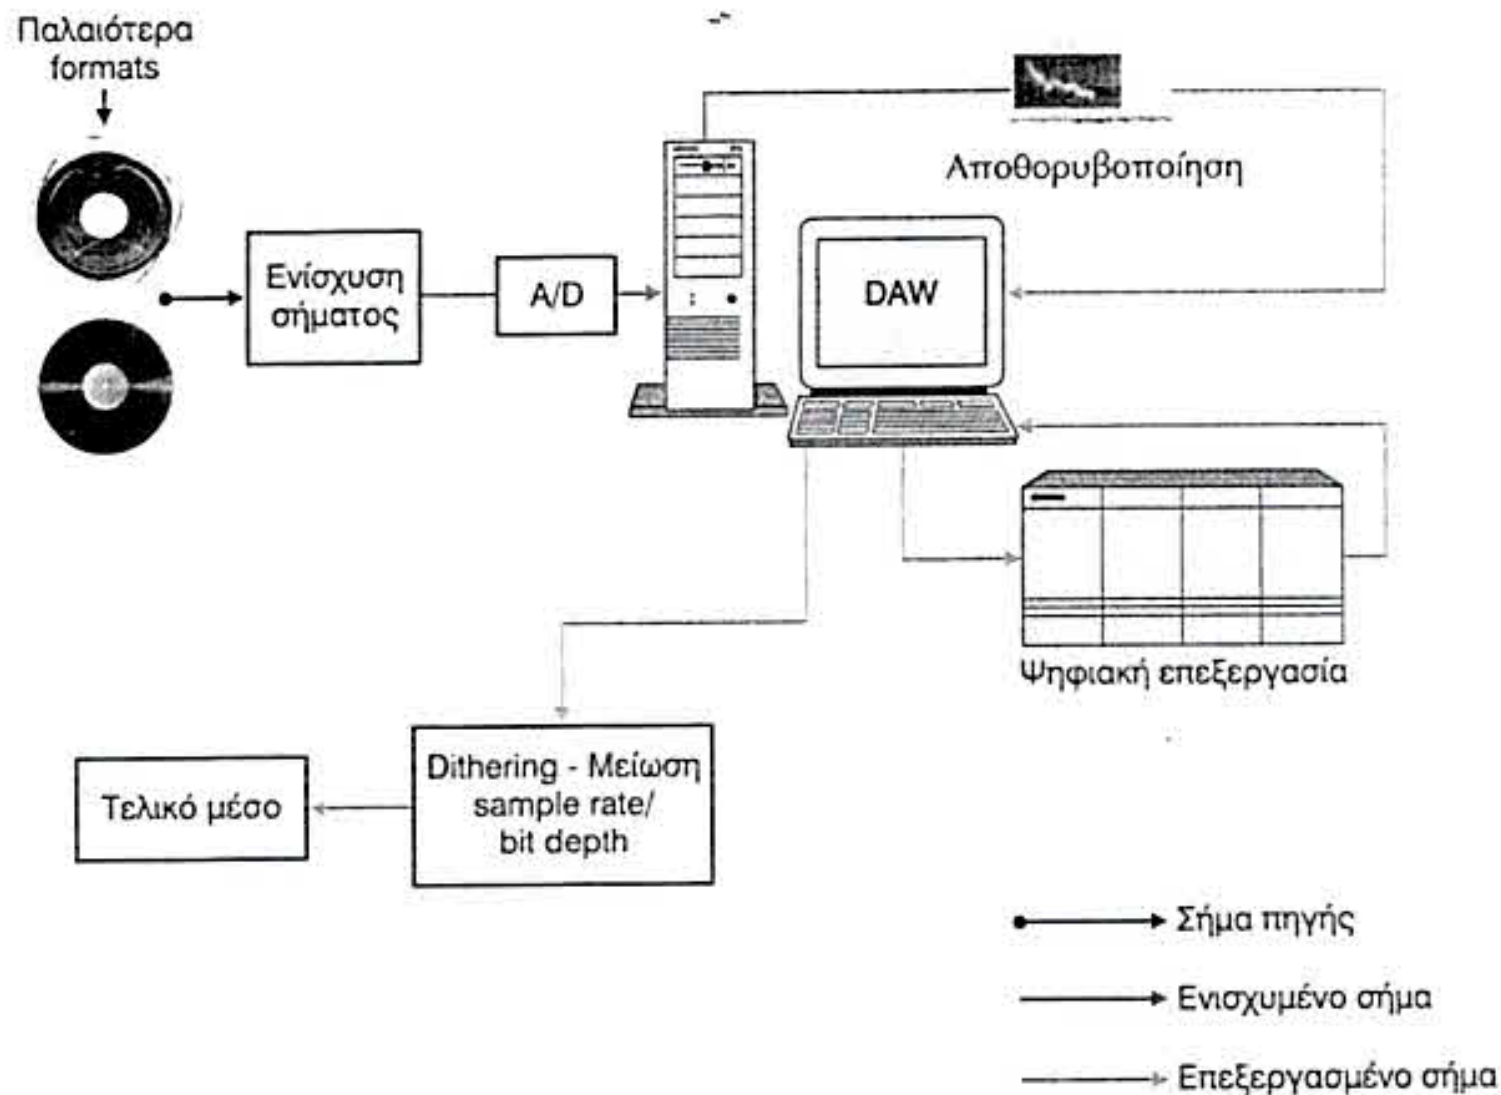 Παλαιότερα
formats
Αποθορυβοποίηση
Ενίσχυση
σήματος
A/D
DAW
Ψηφιακή επεξεργασία
Dithering - Μείωση
sample rate/
bit depth
Τελικό μέσο
Σήμα πηγής
Ενισχυμένο σήμα
Επεξεργασμένο σήμα